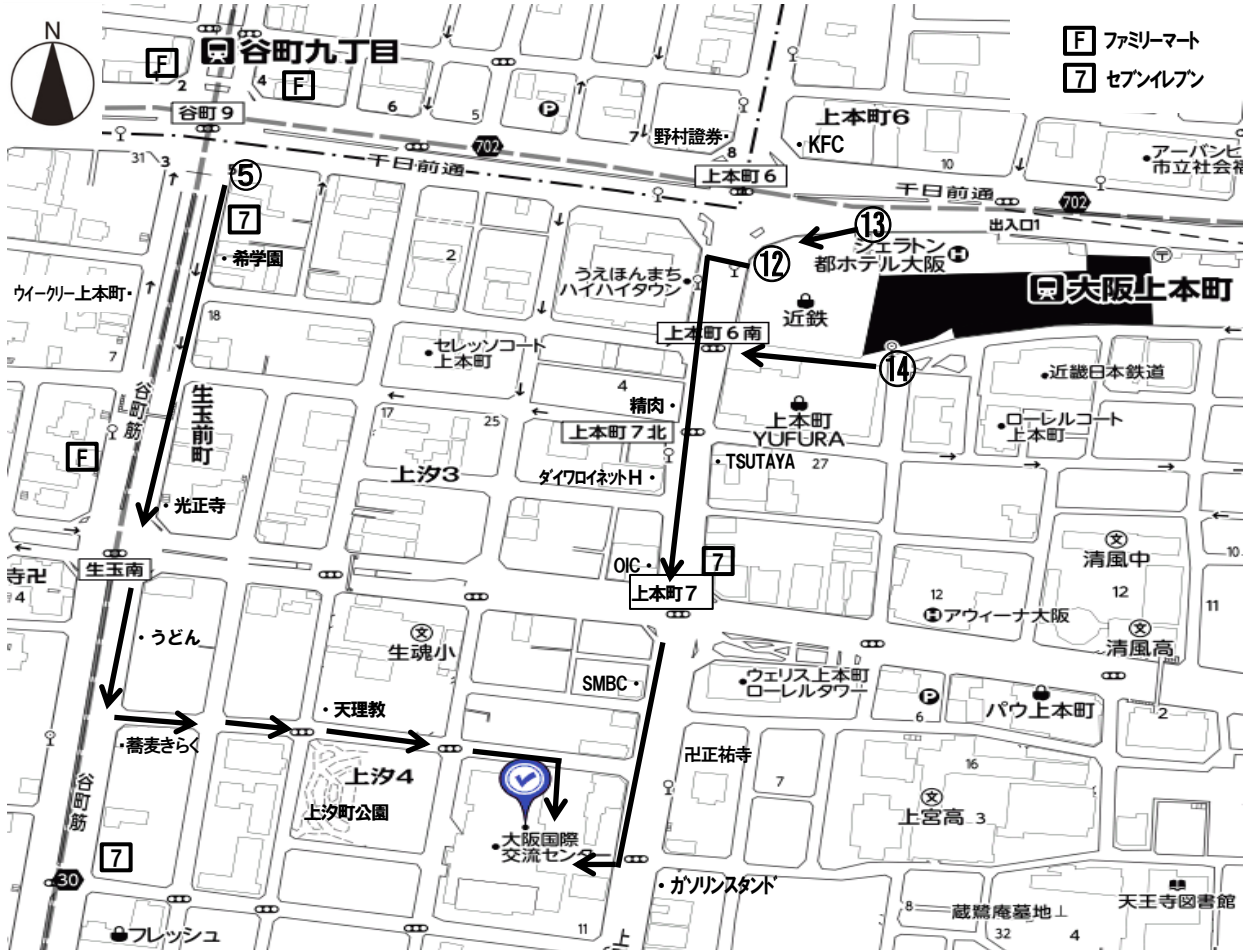 N
F ファミリーマート
7 セブンイレブン
谷町九丁目
F
F
2
4
6
5
P
7
8
谷町9
702
千日前通
野村證券
上本町6
KFC
10
アーバンヒ
市立社会福
上本町6
千日前通
702
出入口1
31
3
5
⑤
7
希学園
2
うえほんまち
ハイハイタウン
⑫
⑬
シェラトン
都ホテル大阪
近鉄
大阪上本町
ウイークリー上本町
18
7
セレッソコート
上本町
上本町6南
⑭
近畿日本鉄道
4
精肉
谷町筋
生玉前町
17
25
上本町7北
上本町
YUFURA
ローレルコート
上本町
F
上汐3
ダイワロイネットH
TSUTAYA
27
光正寺
清風中
10
寺卍
4
生玉南
OIC
7
上本町7
12
アウィーナ大阪
12
11
うどん
生魂小
清風高
SMBC
ウェリス上本町
ローレルタワー
P
6
パウ上本町
2
天理教
蕎麦きらく
上汐4
上汐町公園
卍正祐寺
7
16
上宮高
3
谷町筋
大阪国際
交流センター
7
30
ガソリンスタンド
天王寺図書館
8
蔵鷺庵墓地
32
4
フレッシュ
11
上